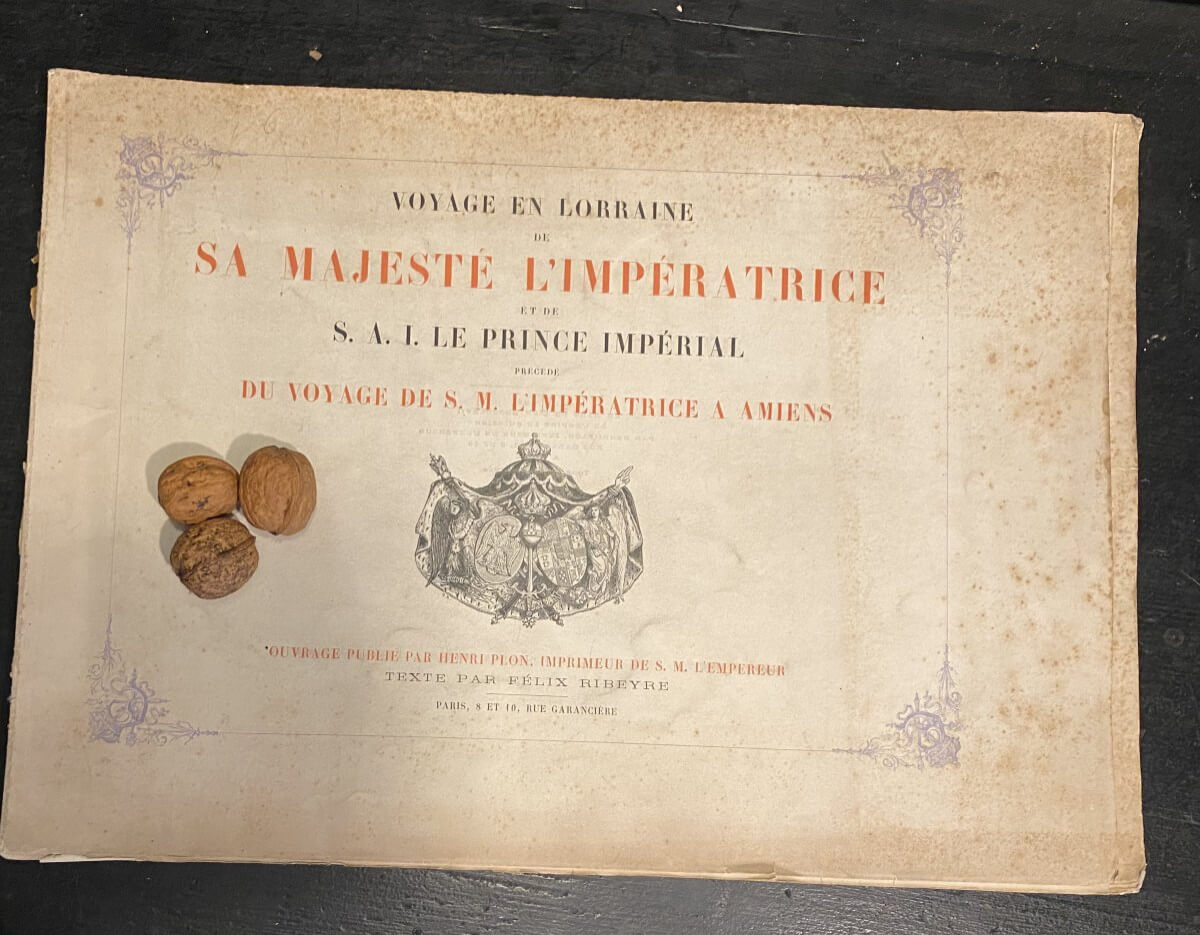 VOYAGE EN LORRAINE
DE
SA MAJESTÉ L'IMPÉRATRICE
ET DE
S. A. I. LE PRINCE IMPÉRIAL
PRÉCÉDÉ
DU VOYAGE DE S. M. L'IMPÉRATRICE A AMIENS
OUVRAGE PUBLIÉ PAR HENRI PLON, IMPRIMEUR DE S. M. L'EMPEREUR
TEXTE PAR FÉLIX RIBEYRE
PARIS, 8 ET 10, RUE GARANCIÈRE